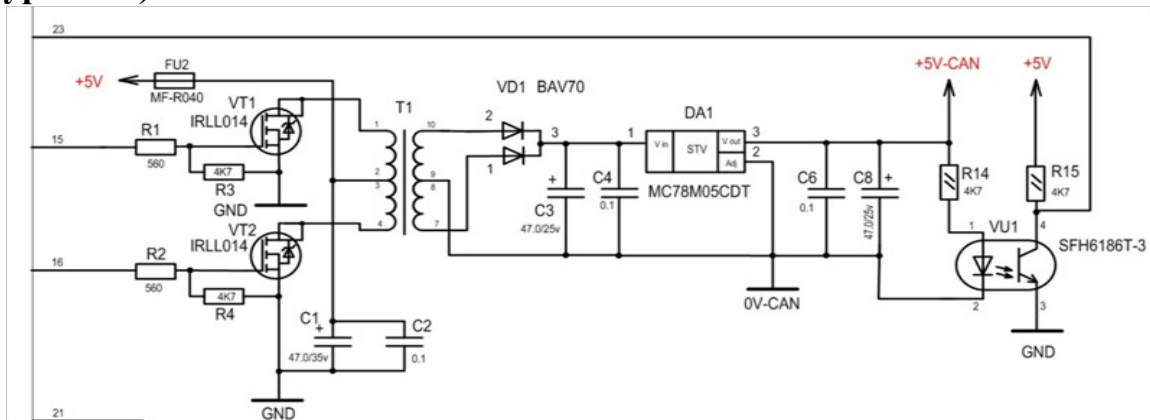 23
+5V
FU2
MF-R040
VT1
IRLL014
15
R1
560
4K7
R3
GND
VT2
IRLL014
16
R2
560
4K7
R4
C1
+
47.0/35v
C2
0.1
GND
21
T1
1
2
3
4
10
9
8
7
VD1 BAV70
2
1
3
+
C3
47.0/25v
C4
0.1
1
DA1
V in
STV
V out
Adj
3
2
MC78M05CDT
0V-CAN
C6
0.1
C8
+
47.0/25v
+5V-CAN
+5V
R14
4K7
R15
4K7
VU1
1
4
SFH6186T-3
2
3
GND